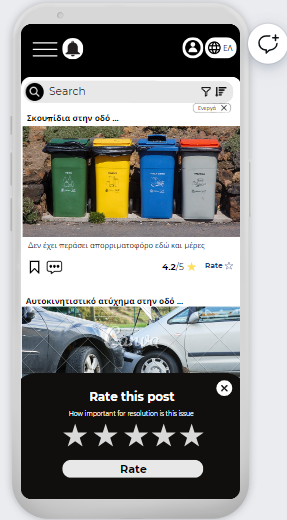 ΕΛ
Search
Ενεργά
Σκουπίδια στην οδό ...
Δεν έχει περάσει απορριματοφόρο εδώ και μέρες
4.2/5
Rate
Αυτοκινητιστικό ατύχημα στην οδό ...
Canva
Rate this post
How important for resolution is this issue
Rate